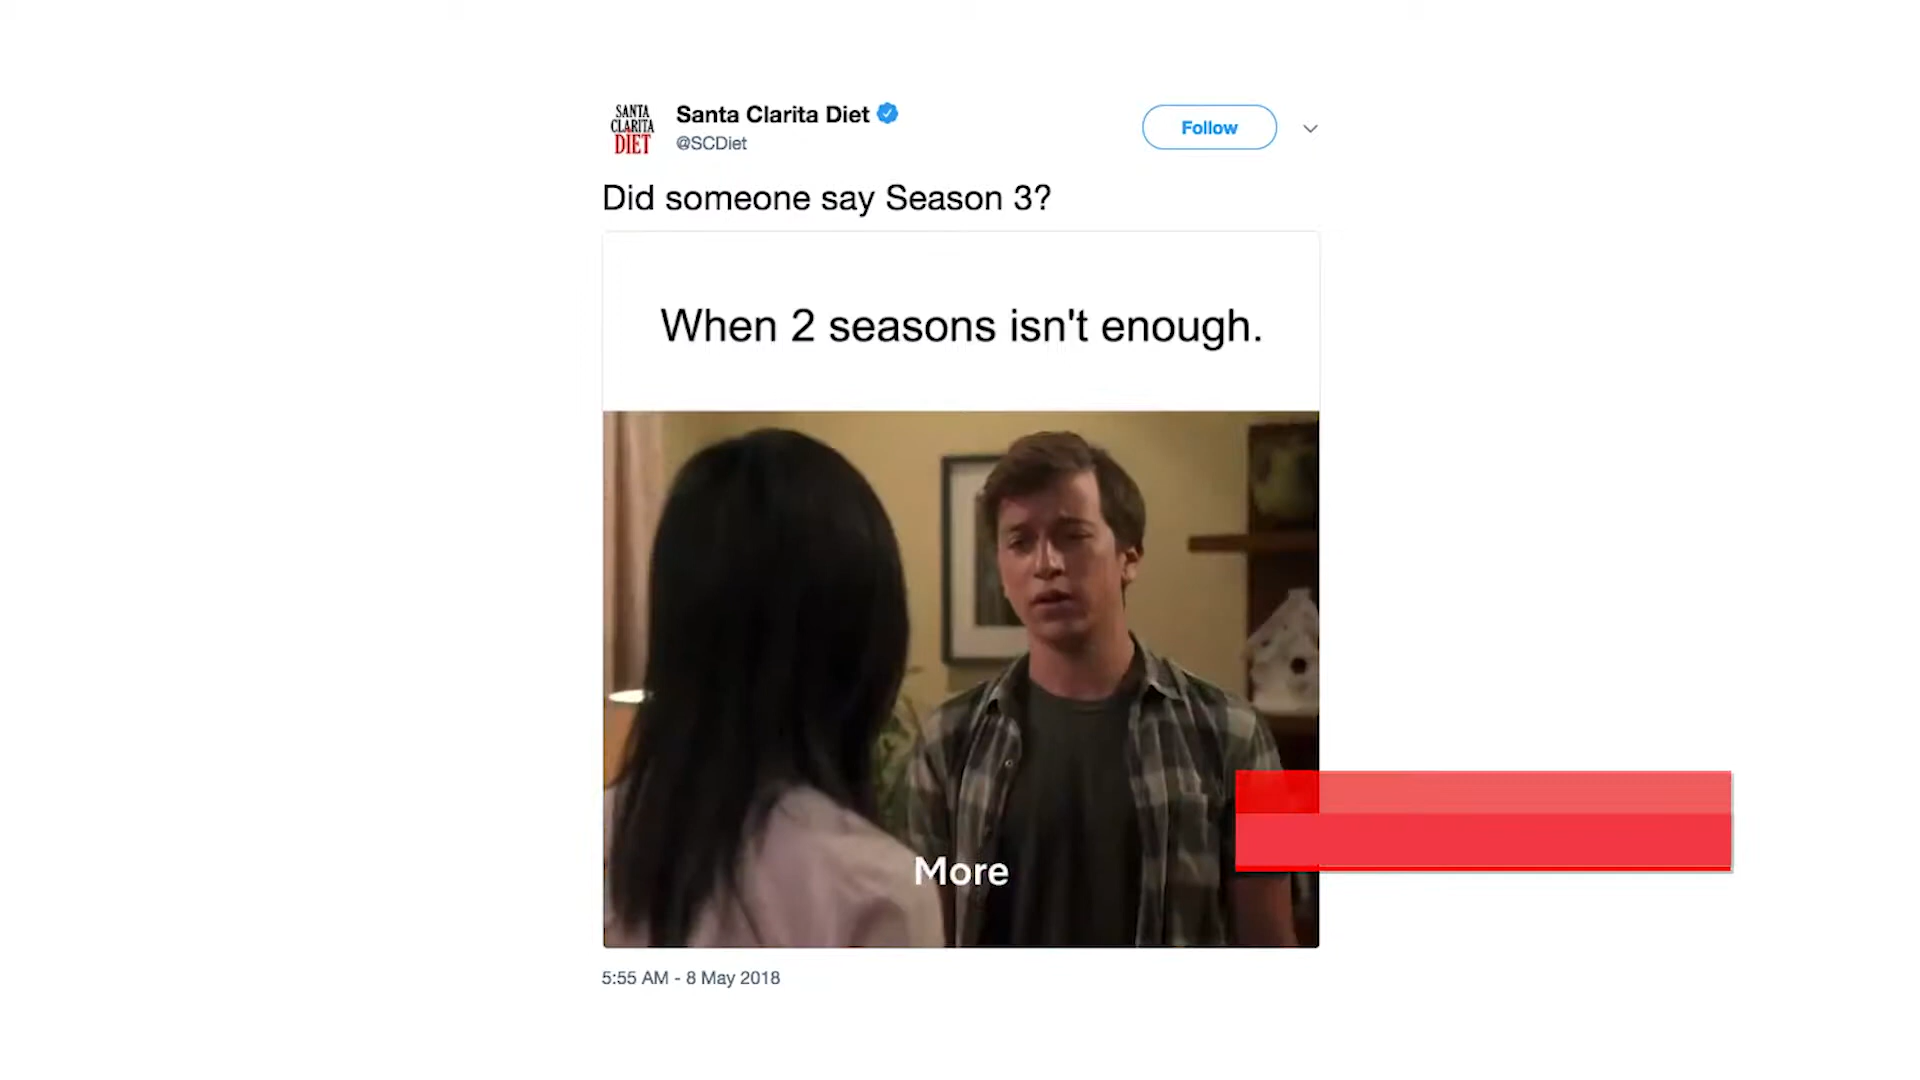 SANTA
CLARITA
DIET
Santa Clarita Diet
@SCDiet
Follow
Did someone say Season 3?
When 2 seasons isn't enough.
More
5:55 AM - 8 May 2018